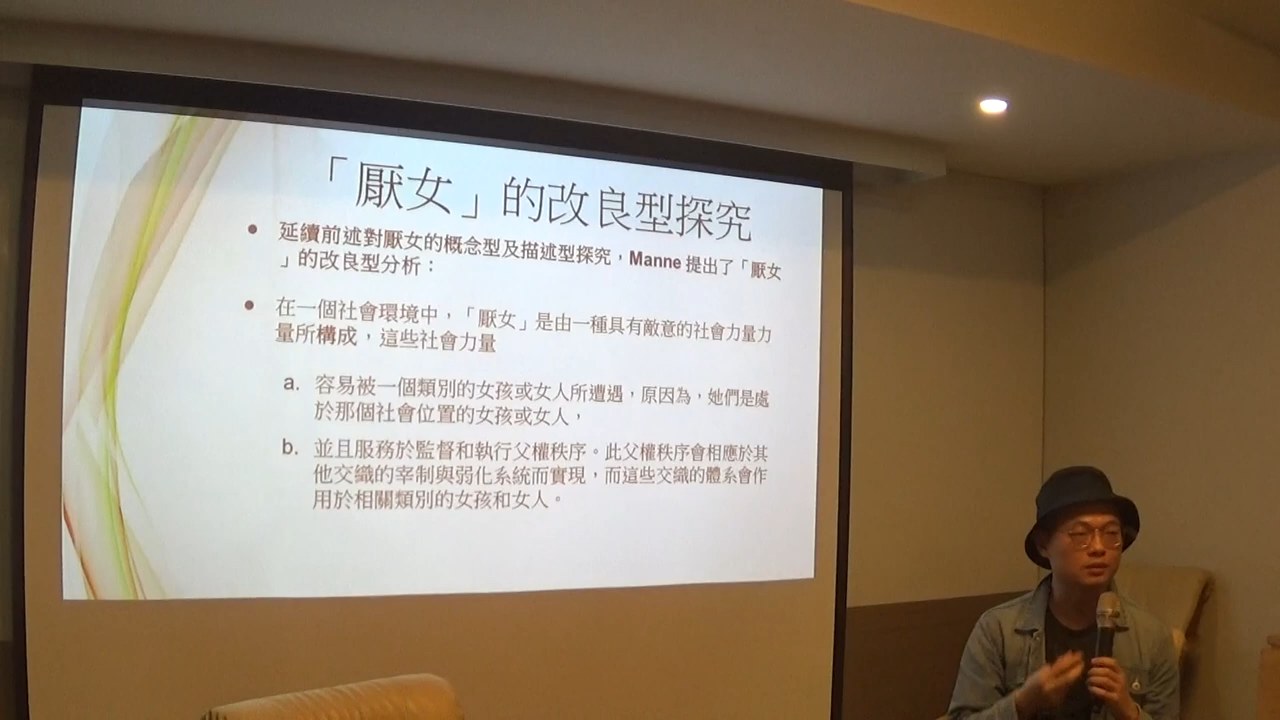 「厭女」的改良型探究
延續前述對厭女的概念型及描述型探究，Manne 提出了「厭女
」的改良型分析：
在一個社會環境中，「厭女」是由一種具有敵意的社會力量力
量所構成，這些社會力量
a. 容易被一個類別的女孩或女人所遭遇，原因為，她們是處
於那個社會位置的女孩或女人，
b. 並且服務於監督和執行父權秩序。此父權秩序會相應於其
他交織的宰制與弱化系統而實現，而這些交織的體系會作
用於相關類別的女孩和女人。